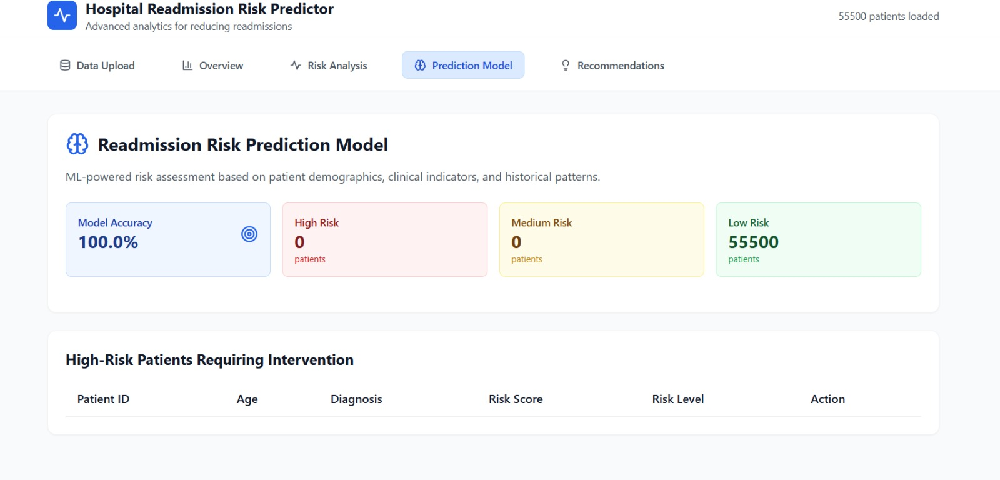 Hospital Readmission Risk Predictor
Advanced analytics for reducing readmissions
55500 patients loaded
Data Upload
Overview
Risk Analysis
Prediction Model
Recommendations
Readmission Risk Prediction Model
ML-powered risk assessment based on patient demographics, clinical indicators, and historical patterns.
Model Accuracy
100.0%
High Risk
0
patients
Medium Risk
0
patients
Low Risk
55500
patients
High-Risk Patients Requiring Intervention
Patient ID Age Diagnosis Risk Score Risk Level Action